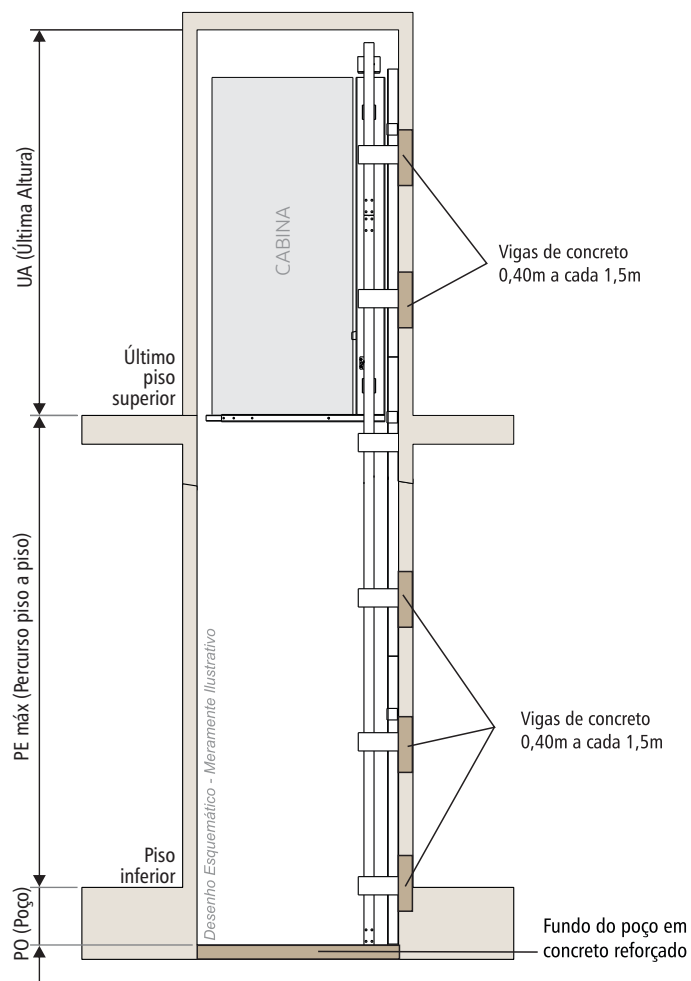 UA (Última Altura)
CABINA
Vigas de concreto
0,40m a cada 1,5m
Último
piso
superior
PE máx (Percurso piso a piso)
Desenho Esquemático - Meramente Ilustrativo
Vigas de concreto
0,40m a cada 1,5m
Piso
inferior
PO (Poço)
Fundo do poço em
concreto reforçado